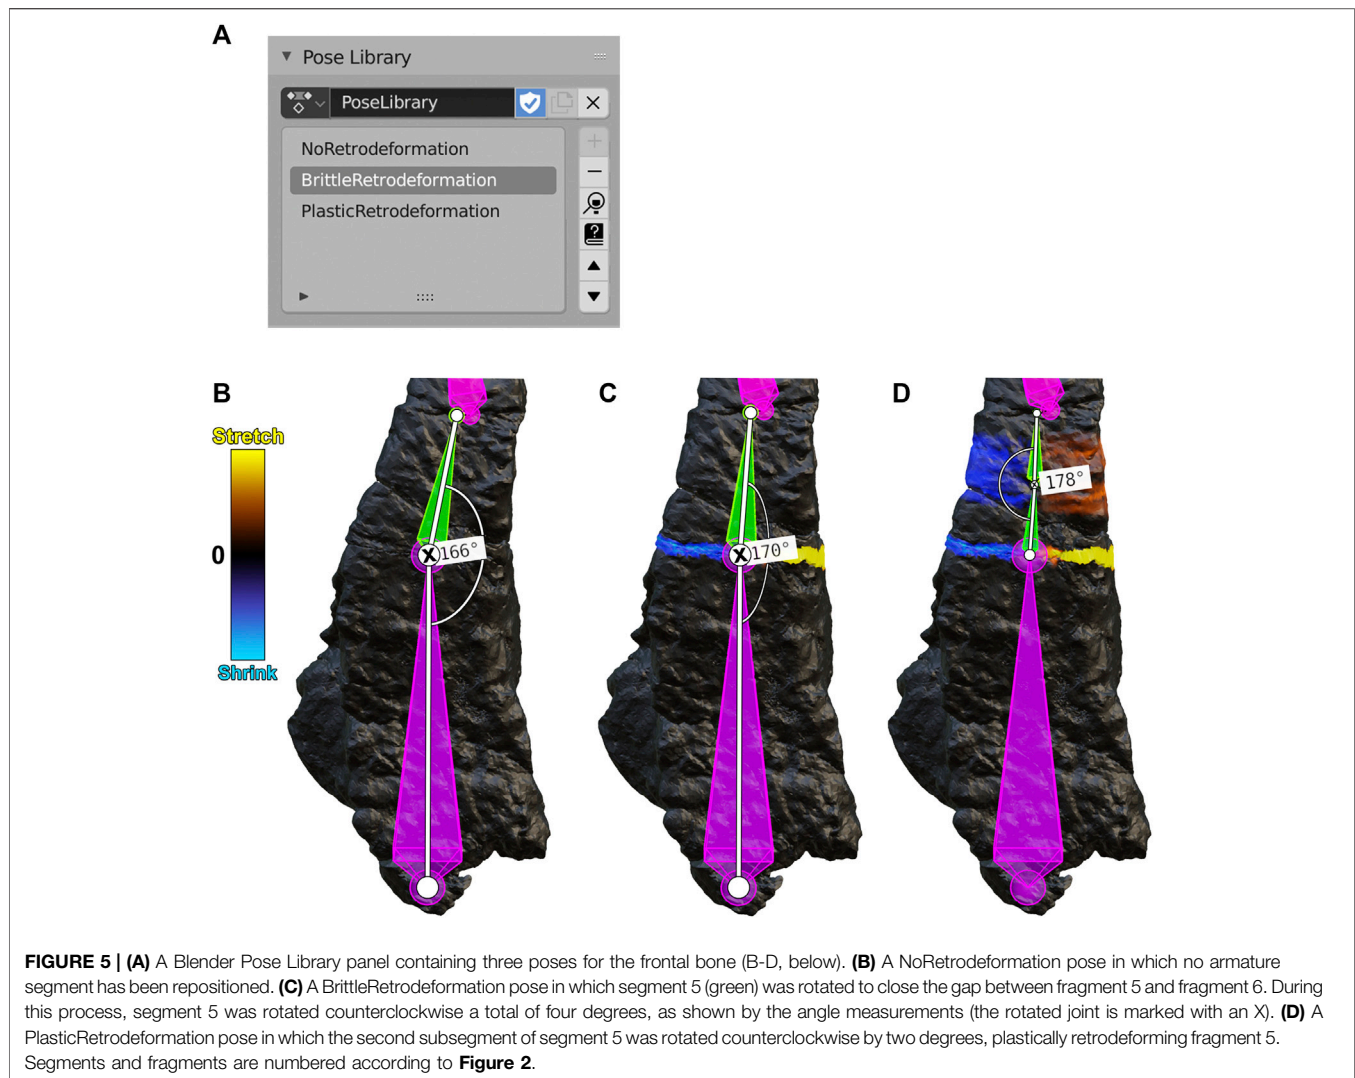 A
Pose Library
PoseLibrary
NoRetrodeformation
BrittleRetrodeformation
PlasticRetrodeformation
B
C
D
Stretch
0
Shrink
166°
170°
178°
X
X
x
FIGURE 5 | (A) A Blender Pose Library panel containing three poses for the frontal bone (B-D, below). (B) A NoRetrodeformation pose in which no armature
segment has been repositioned. (C) A BrittleRetrodeformation pose in which segment 5 (green) was rotated to close the gap between fragment 5 and fragment 6. During
this process, segment 5 was rotated counterclockwise a total of four degrees, as shown by the angle measurements (the rotated joint is marked with an X). (D) A
PlasticRetrodeformation pose in which the second subsegment of segment 5 was rotated counterclockwise by two degrees, plastically retrodeforming fragment 5.
Segments and fragments are numbered according to Figure 2.